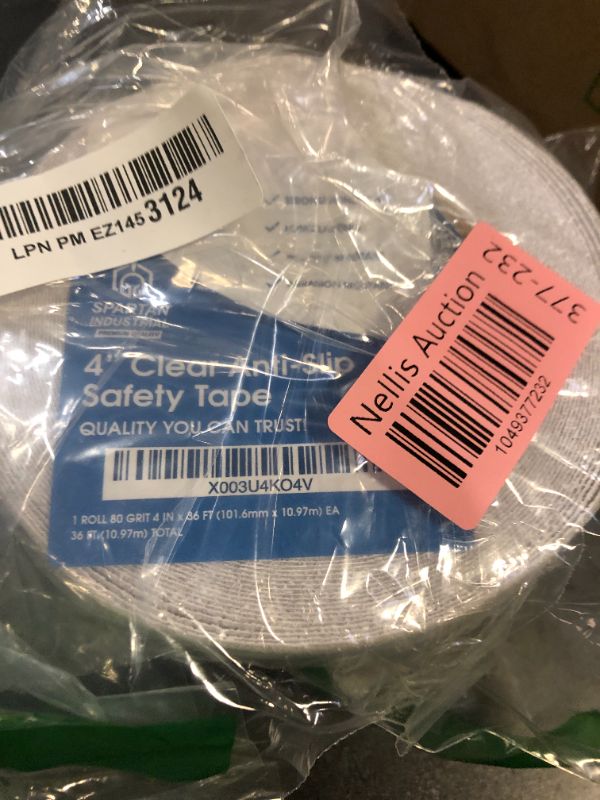 LPN PM EZ1453124
SPARTAN
INDUSTRIAL
4" Clear Anti-Slip
Safety Tape
QUALITY YOU CAN TRUST!
X003U4KO4V
1 ROLL 80 GRIT 4 IN x 36 FT (101.6mm x 10.97m) EA
36 FT (10.97m) TOTAL
Nellis Auction
377-232
1049377232